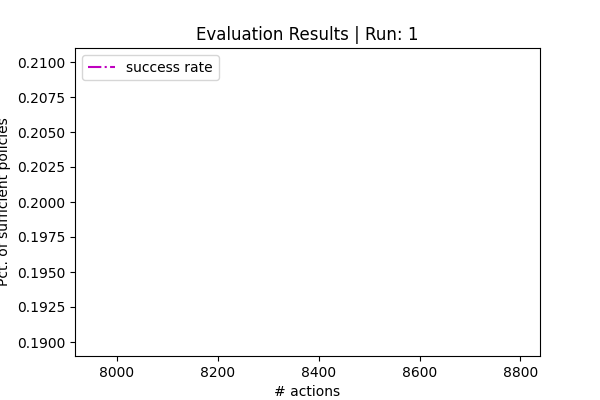 Evaluation Results | Run: 1
success rate
Pct. of sufficient policies
0.2100
0.2075
0.2050
0.2025
0.2000
0.1975
0.1950
0.1925
0.1900
8000 8200 8400 8600 8800
# actions